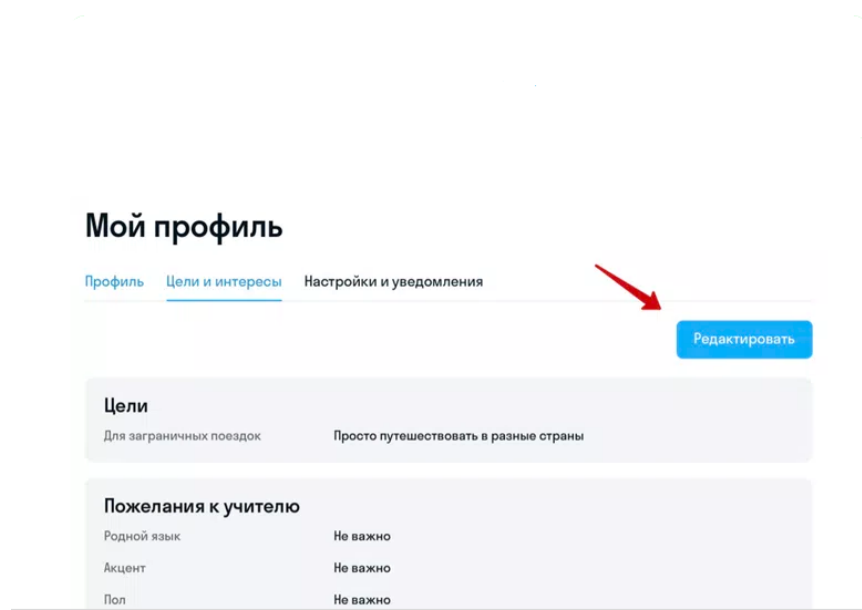 Мой профиль
Профиль Цели и интересы Настройки и уведомления
Редактировать
Цели
Для заграничных поездок Просто путешествовать в разные страны
Пожелания к учителю
Родной язык Не важно
Акцент Не важно
Пол Не важно